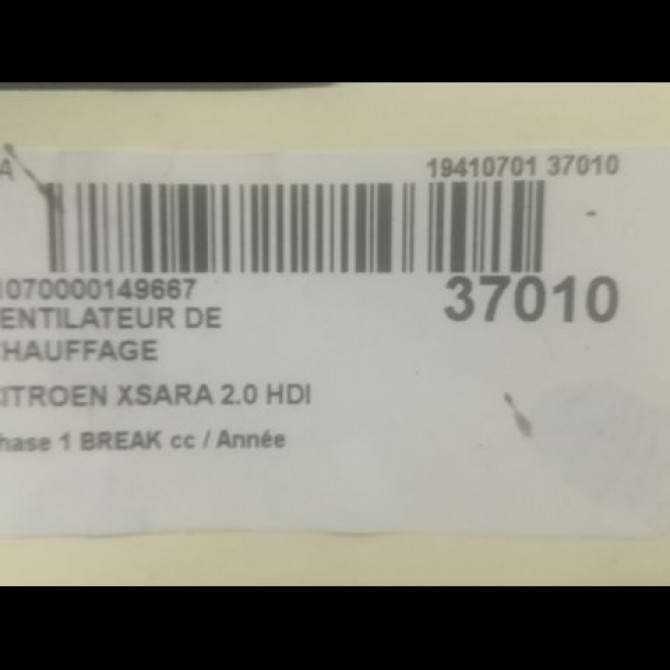 A 19410701 37010
1070000149667 37010
ENTILATEUR DE
HAUFFAGE
ITROEN XSARA 2.0 HDI
hase 1 BREAK cc / Année